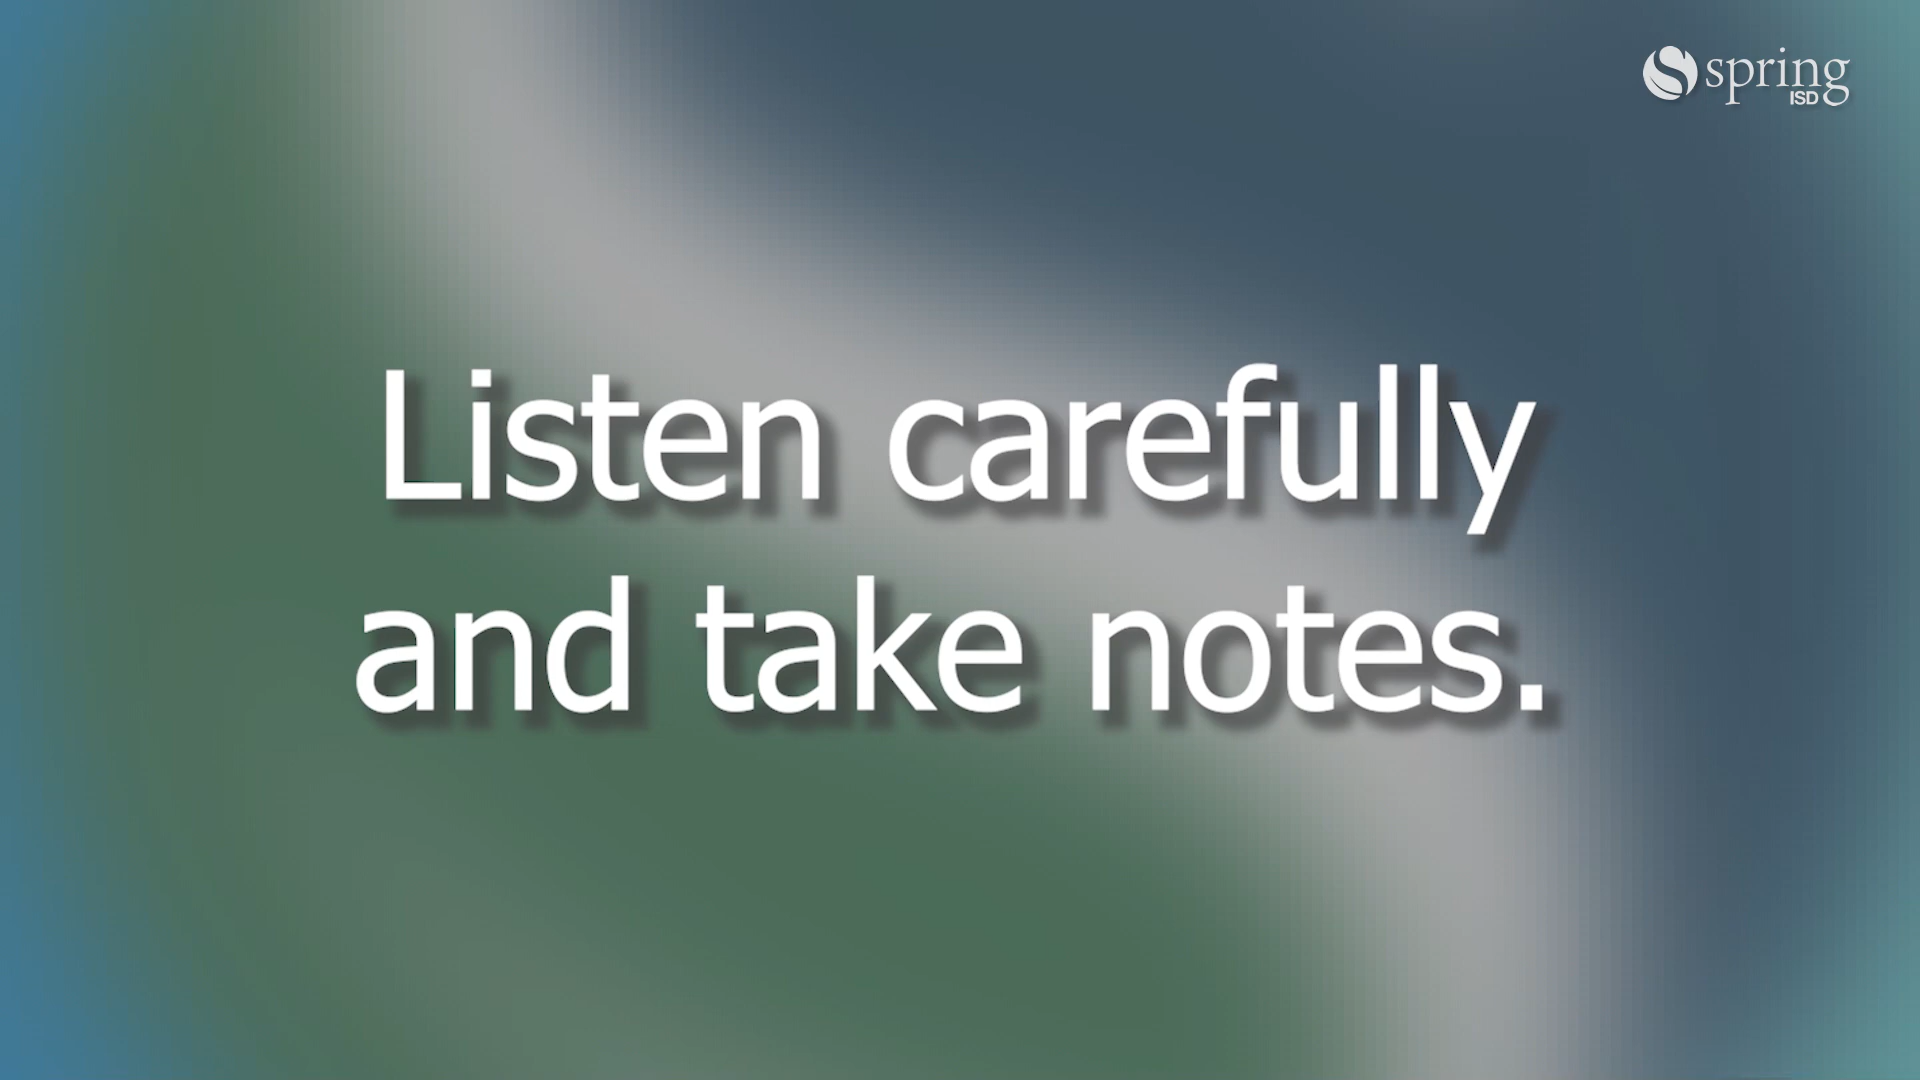 spring
ISD
Listen carefully
and take notes.